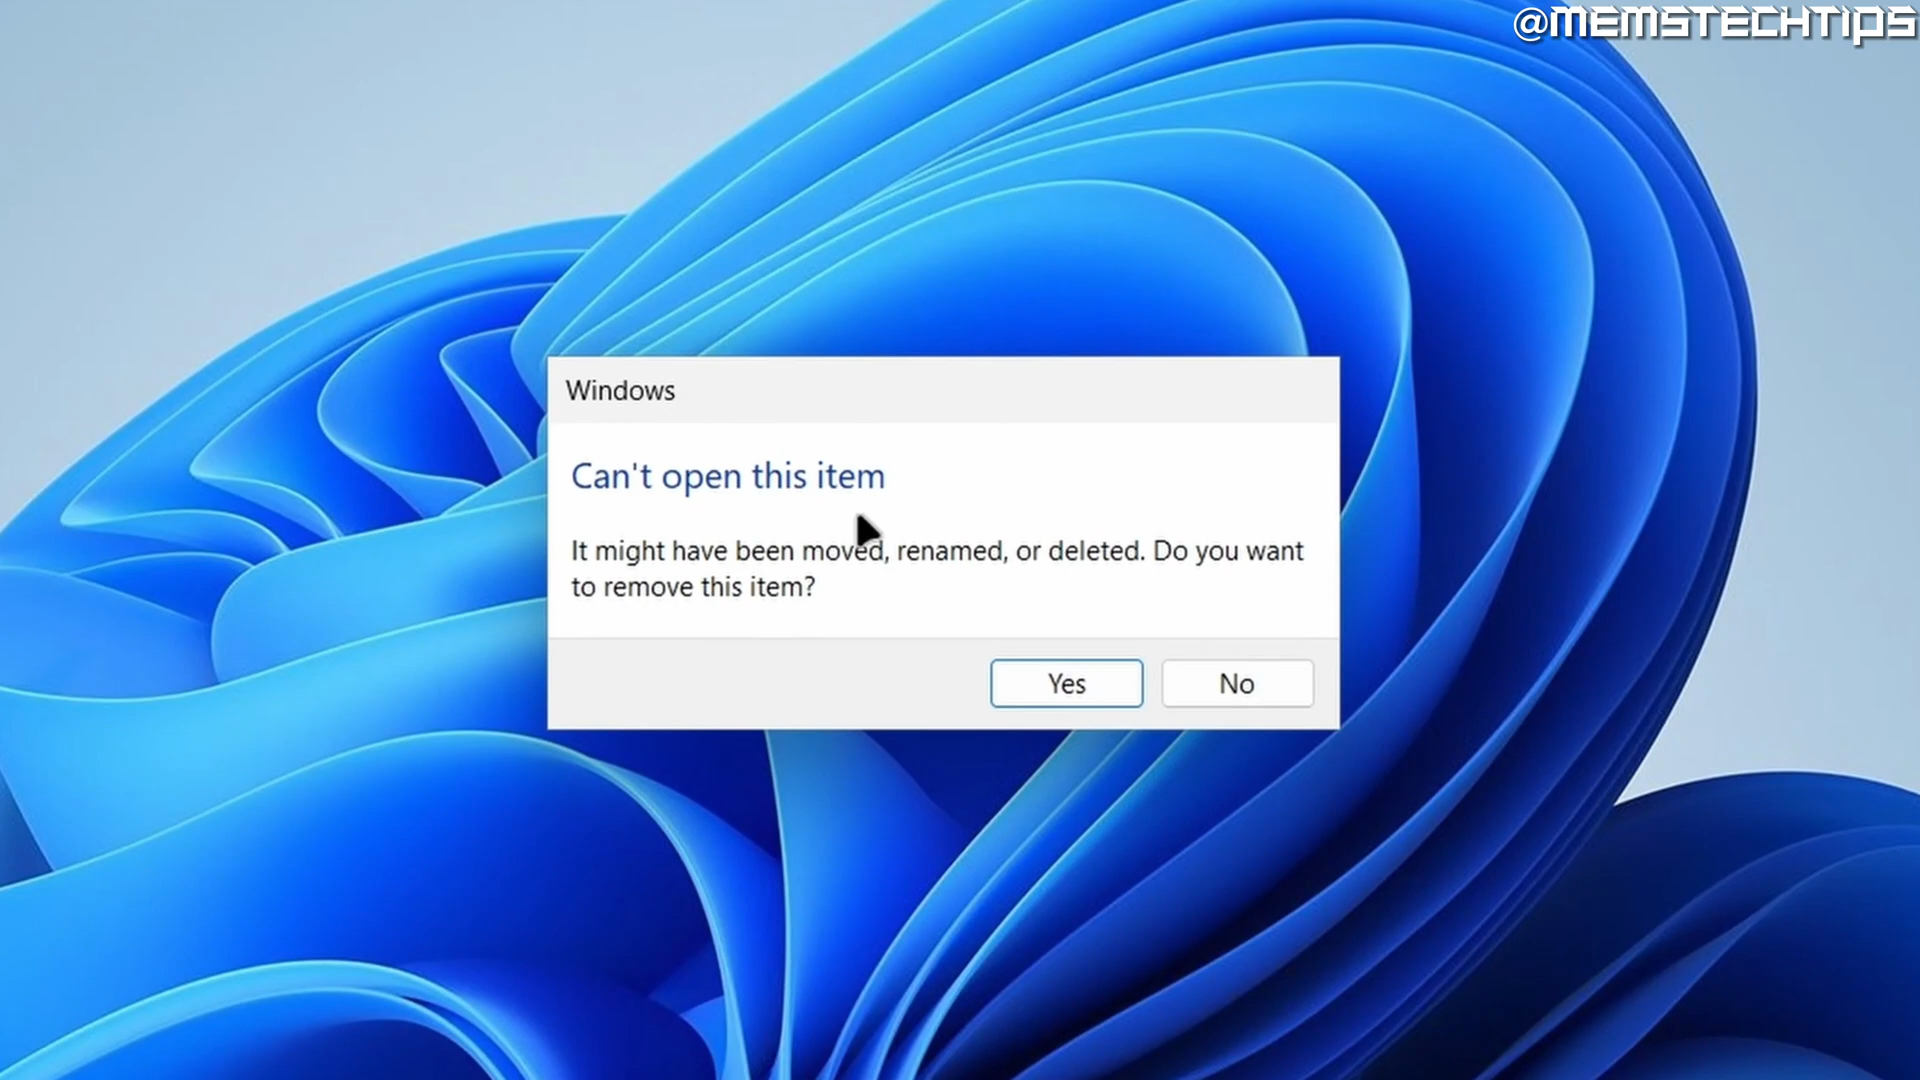 @MEMSTECHTIPS
Windows
Can't open this item
It might have been moved, renamed, or deleted. Do you want
to remove this item?
Yes No